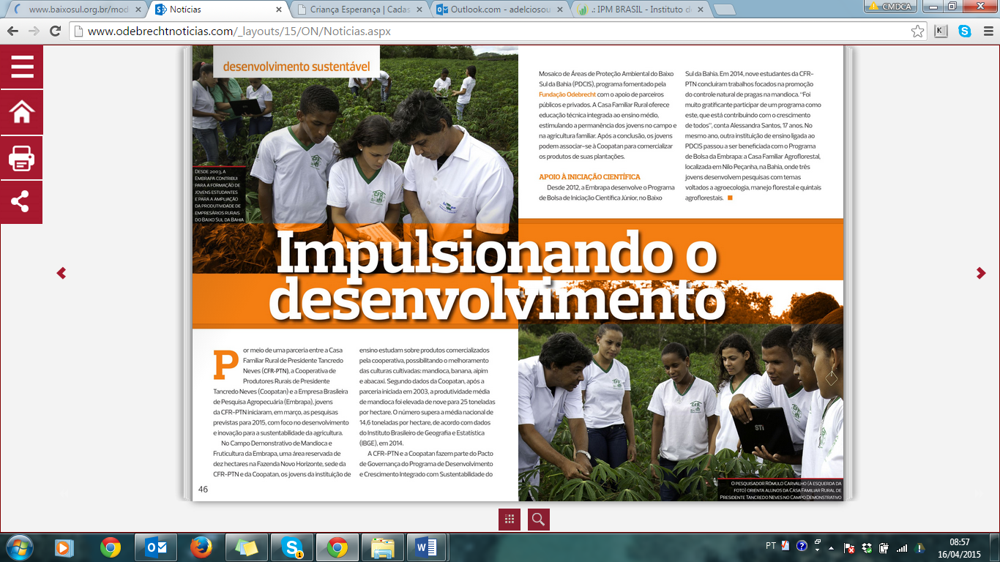 www.baixosul.org.br/mod
Notícias
Criança Esperança | Cadas
Outlook.com - adelciosou
.: IPM BRASIL - Instituto d
CMDCA
www.odebrechtnoticias.com/_layouts/15/ON/Noticias.aspx
desenvolvimento sustentável
DESDE 2003, A
EMBRAPA CONTRIBUI
PARA A FORMAÇÃO DE
JOVENS ESTUDANTES
E PARA A AMPLIAÇÃO
DA PRODUTIVIDADE DE
EMPRESÁRIOS RURAIS
DO BAIXO SUL DA BAHIA
Impulsionando o
desenvolvimento
Por meio de uma parceria entre a Casa
Familiar Rural de Presidente Tancredo
Neves (CFR-PTN), a Cooperativa de
Produtores Rurais de Presidente
Tancredo Neves (Coopatan) e a Empresa Brasileira
de Pesquisa Agropecuária (Embrapa), jovens
da CFR-PTN iniciaram, em março, as pesquisas
previstas para 2015, com foco no desenvolvimento
e inovação para a sustentabilidade da agricultura.
No Campo Demonstrativo de Mandioca e
Fruticultura da Embrapa, uma área reservada de
dez hectares na Fazenda Novo Horizonte, sede da
CFR-PTN e da Coopatan, os jovens da instituição de
ensino estudam sobre produtos comercializados
pela cooperativa, possibilitando o melhoramento
das culturas cultivadas: mandioca, banana, aipim
e abacaxi. Segundo dados da Coopatan, após a
parceria iniciada em 2003, a produtividade média
de mandioca foi elevada de nove para 25 toneladas
por hectare. O número supera a média nacional de
14,6 toneladas por hectare, de acordo com dados
do Instituto Brasileiro de Geografia e Estatística
(IBGE), em 2014.
A CFR-PTN e a Coopatan fazem parte do Pacto
de Governança do Programa de Desenvolvimento
e Crescimento Integrado com Sustentabilidade do
46
Mosaico de Áreas de Proteção Ambiental do Baixo
Sul da Bahia (PDCIS), programa fomentado pela
Fundação Odebrecht com o apoio de parceiros
públicos e privados. A Casa Familiar Rural oferece
educação técnica integrada ao ensino médio,
estimulando a permanência dos jovens no campo e
na agricultura familiar. Após a conclusão, os jovens
podem associar-se à Coopatan para comercializar
os produtos de suas plantações.
APOIO À INICIAÇÃO CIENTÍFICA
Desde 2012, a Embrapa desenvolve o Programa
de Bolsa de Iniciação Científica Júnior, no Baixo
Sul da Bahia. Em 2014, nove estudantes da CFR-
PTN concluíram trabalhos focados na promoção
do controle natural de pragas na mandioca. "Foi
muito gratificante participar de um programa como
este, que está contribuindo com o crescimento
de todos", conta Alessandra Santos, 17 anos. No
mesmo ano, outra instituição de ensino ligada ao
PDCIS passou a ser beneficiada com o Programa
de Bolsa da Embrapa: a Casa Familiar Agroflorestal,
localizada em Nilo Peçanha, na Bahia, onde três
jovens desenvolvem pesquisas com temas
voltados a agroecologia, manejo florestal e quintais
agroflorestais.
CFR
STi
O PESQUISADOR RÔMULO CARVALHO (À ESQUERDA DA
FOTO) ORIENTA ALUNOS DA CASA FAMILIAR RURAL DE
PRESIDENTE TANCREDO NEVES NO CAMPO DEMONSTRATIVO
PT
08:57
16/04/2015